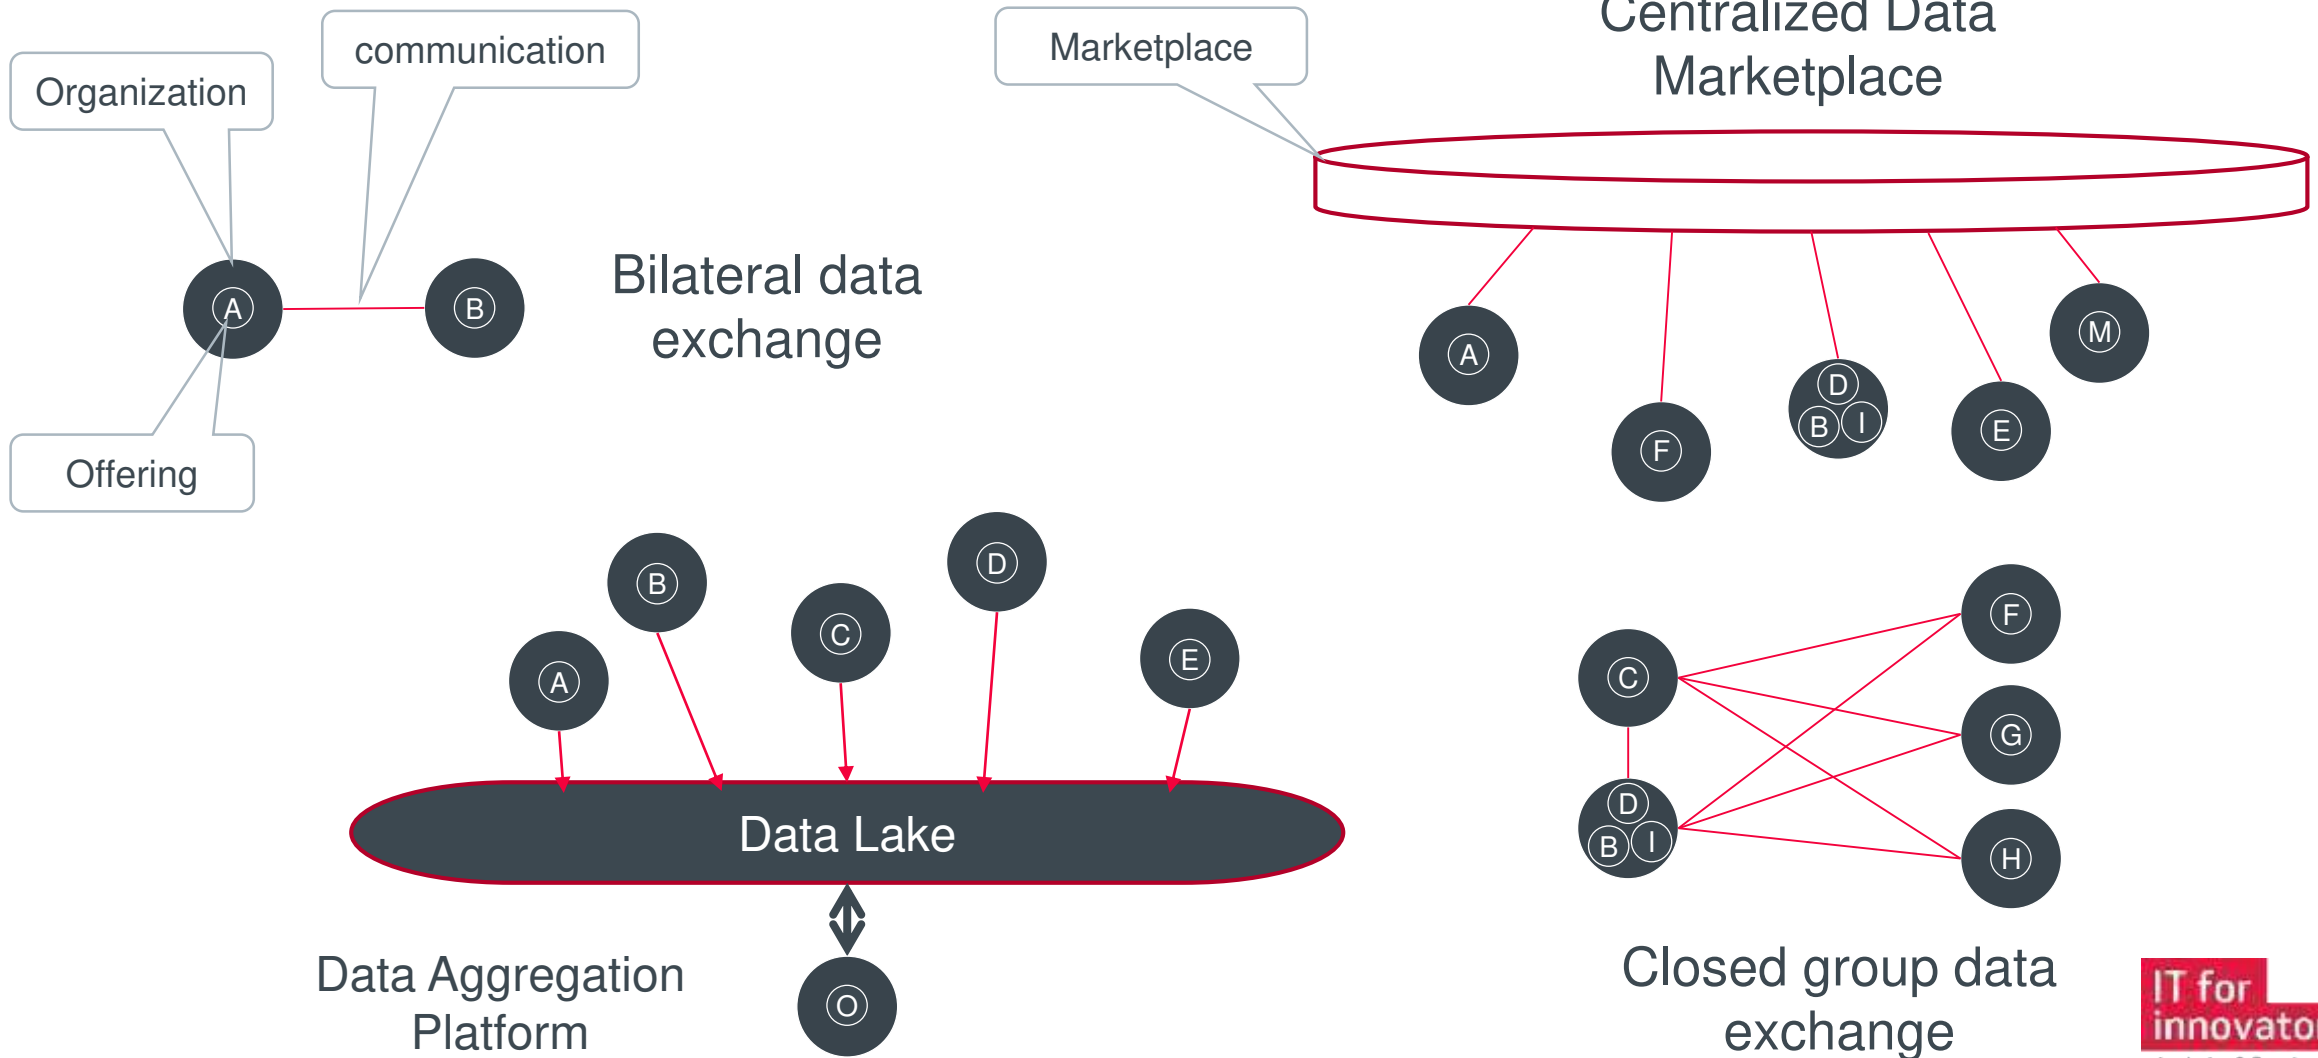 Organization
communication
Marketplace
Centralized Data
Marketplace
A
B
Bilateral data
exchange
Offering
A
F
D
B
I
E
M
A
B
C
D
E
Data Lake
O
Data Aggregation
Platform
C
D
B
I
F
G
H
Closed group data
exchange
IT for